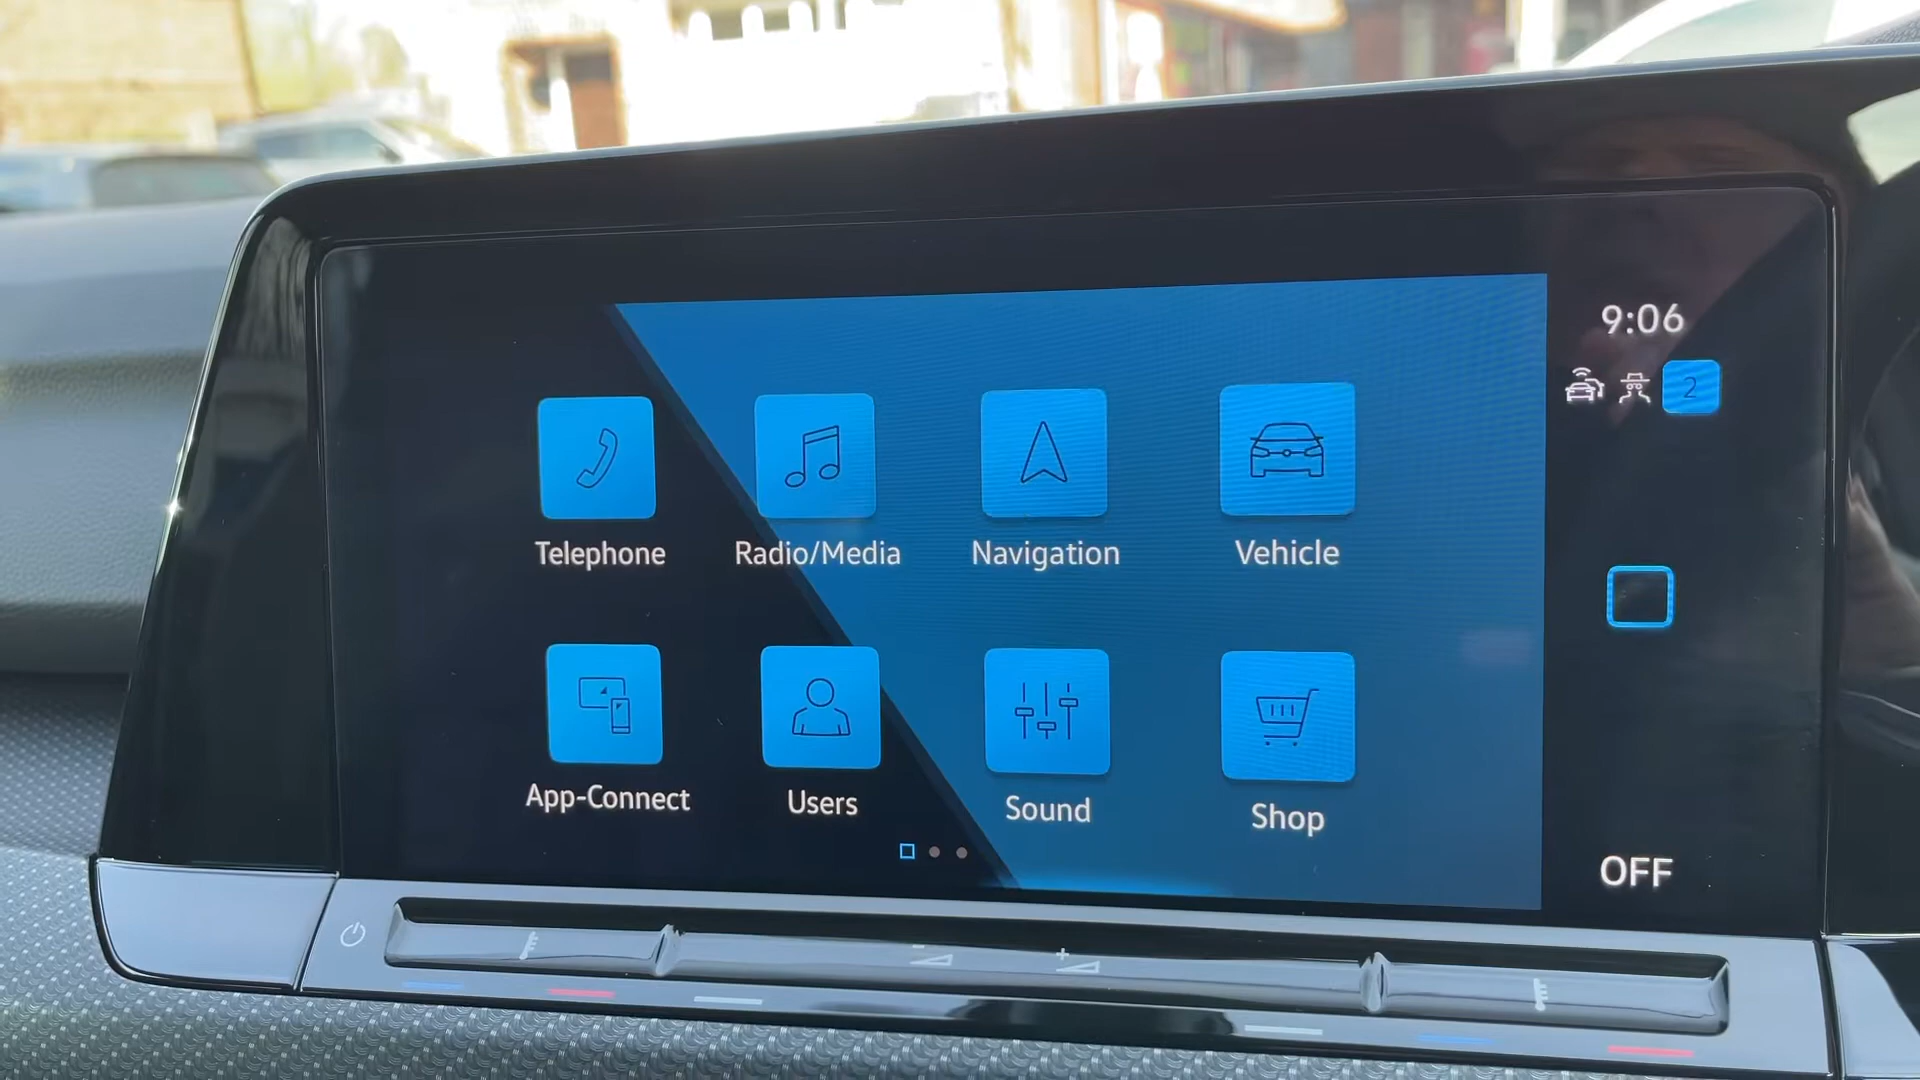 9:06
2
Telephone
Radio/Media
Navigation
Vehicle
App-Connect
Users
Sound
Shop
OFF